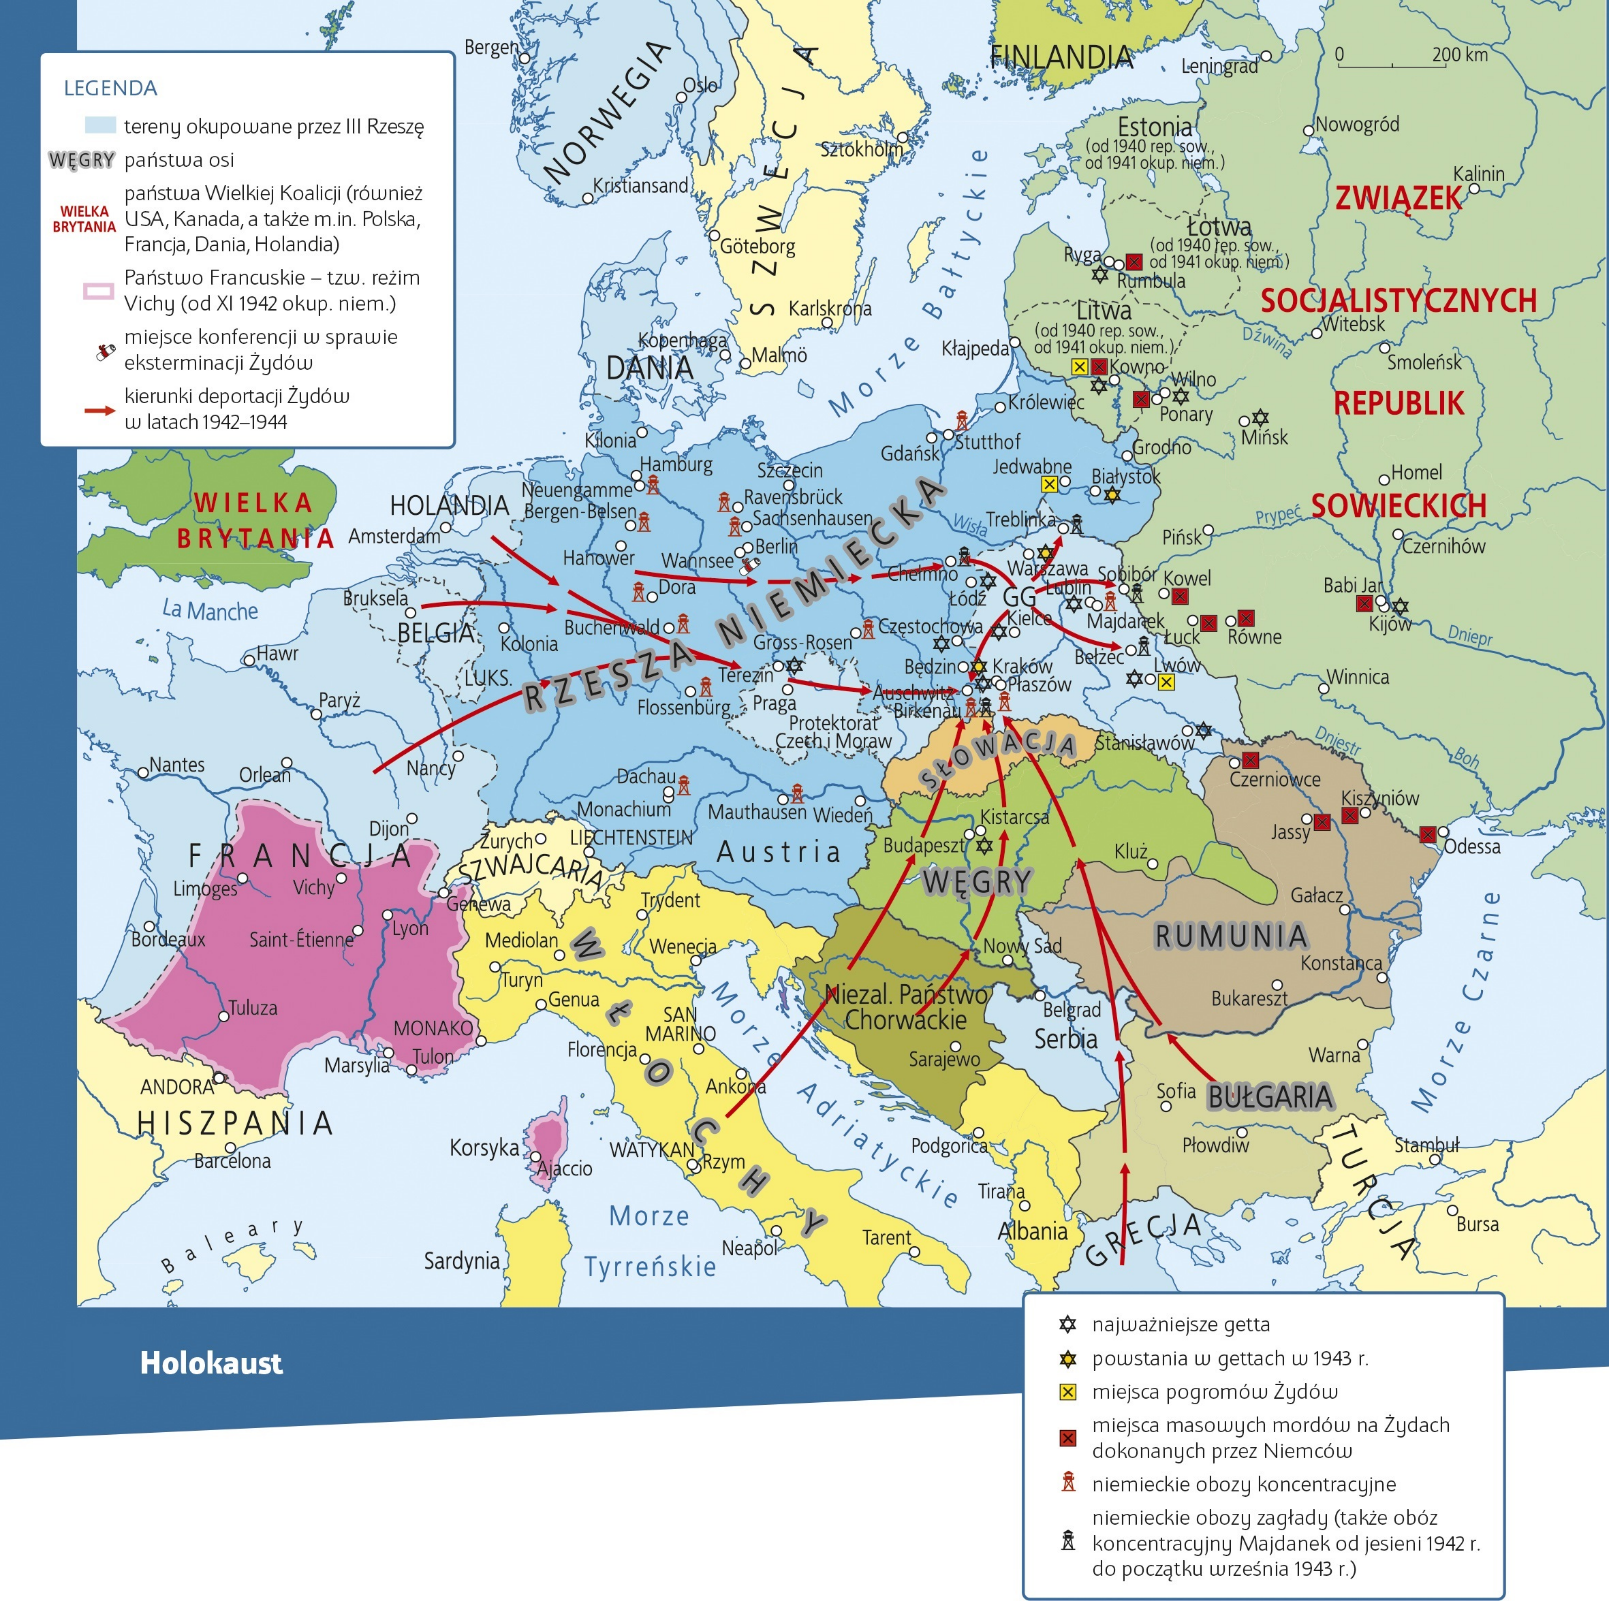 LEGENDA
tereny okupowane przez III Rzeszę
WĘGRY
państwa osi
WIELKA
BRYTANIA
państwa Wielkiej Koalicji (również
USA, Kanada, a także m.in. Polska,
Francja, Dania, Holandia)
Państwo Francuskie – tzw. reżim
Vichy (od XI 1942 okup. niem.)
miejsce konferencji w sprawie
eksterminacji Żydów
kierunki deportacji Żydów
w latach 1942–1944
0 200 km
Bergen
NORWEGIA
Oslo
Kristiansand
SZWECJA
Sztokholm
Göteborg
Karlskrona
Malmö
FINLANDIA
Leningrad
Nowogród
Kalinin
Estonia
(od 1940 rep. sow.,
od 1941 okup. niem.)
ZWIĄZEK
SOCJALISTYCZNYCH
REPUBLIK
SOWIECKICH
Łotwa
(od 1940 rep. sow.,
od 1941 okup. niem.)
Ryga
Rumbula
Litwa
(od 1940 rep. sow.,
od 1941 okup. niem.)
Dźwina
Witebsk
Smoleńsk
Kłajpeda
Kowno
Wilno
Ponary
Mińsk
Morze Bałtyckie
Kopenhaga
DANIA
Królewiec
Grodno
Homel
Kilonia
Gdańsk
Stutthof
Jedwabne
Białystok
Hamburg
Szczecin
Neuengamme
Ravensbrück
Bergen-Belsen
Sachsenhausen
Wisła
Treblinka
Pińsk
Prypeć
Czernihów
WIELKA
BRYTANIA
HOLANDIA
Amsterdam
Hanower
Wannsee
Berlin
Chełmno
Warszawa
Sobibór
Kowel
Babi Jar
Kijów
Dniepr
La Manche
Bruksela
BELGIA
Dora
Łódź
GG
Lublin
Majdanek
Łuck
Równe
Kolonia
Buchenwald
RZESZA NIEMIECKA
Gross-Rosen
Częstochowa
Kielce
Bełżec
Lwów
Hawr
LUKS.
Terezin
Będzin
Kraków
Płaszów
Winnica
Paryż
Flossenbürg
Praga
Auschwitz
Birkenau
Protektorat
Czech i Moraw
SŁOWACJA
Stanisławów
Dniestr
Boh
Nantes
Orlean
Nancy
Dachau
Monachium
Mauthausen
Wiedeń
Czerniowce
Kiszyniów
Jassy
Odessa
Dijon
Zurych
LIECHTENSTEIN
SZWAJCARIA
Austria
Kistarcsa
Budapeszt
WĘGRY
Kluż
FRANCJA
Limoges
Vichy
Genewa
Trydent
Gałacz
Bordeaux
Saint-Étienne
Lyon
Mediolan
Wenecja
Nowy Sad
RUMUNIA
Konstanca
Turyn
Genua
Niezal. Państwo
Chorwackie
Belgrad
Bukareszt
Tuluza
MONAKO
SAN
MARINO
Florencja
Serbia
Sarajewo
Warna
Morze Czarne
Marsylia
Tulon
ANDORA
Ankona
Morze Adriatyckie
Sofia
BUŁGARIA
HISZPANIA
Barcelona
Korsyka
Ajaccio
WATYKAN
Rzym
WŁOCHY
Podgorica
Płowdiw
Stambuł
TURCJA
Bursa
Tirana
Albania
GRECJA
Baleary
Sardynia
Morze
Tyrreńskie
Neapol
Tarent
Holokaust
najważniejsze getta
powstania w gettach w 1943 r.
miejsca pogromów Żydów
miejsca masowych mordów na Żydach
dokonanych przez Niemców
niemieckie obozy koncentracyjne
niemieckie obozy zagłady (także obóz
koncentracyjny Majdanek od jesieni 1942 r.
do początku września 1943 r.)